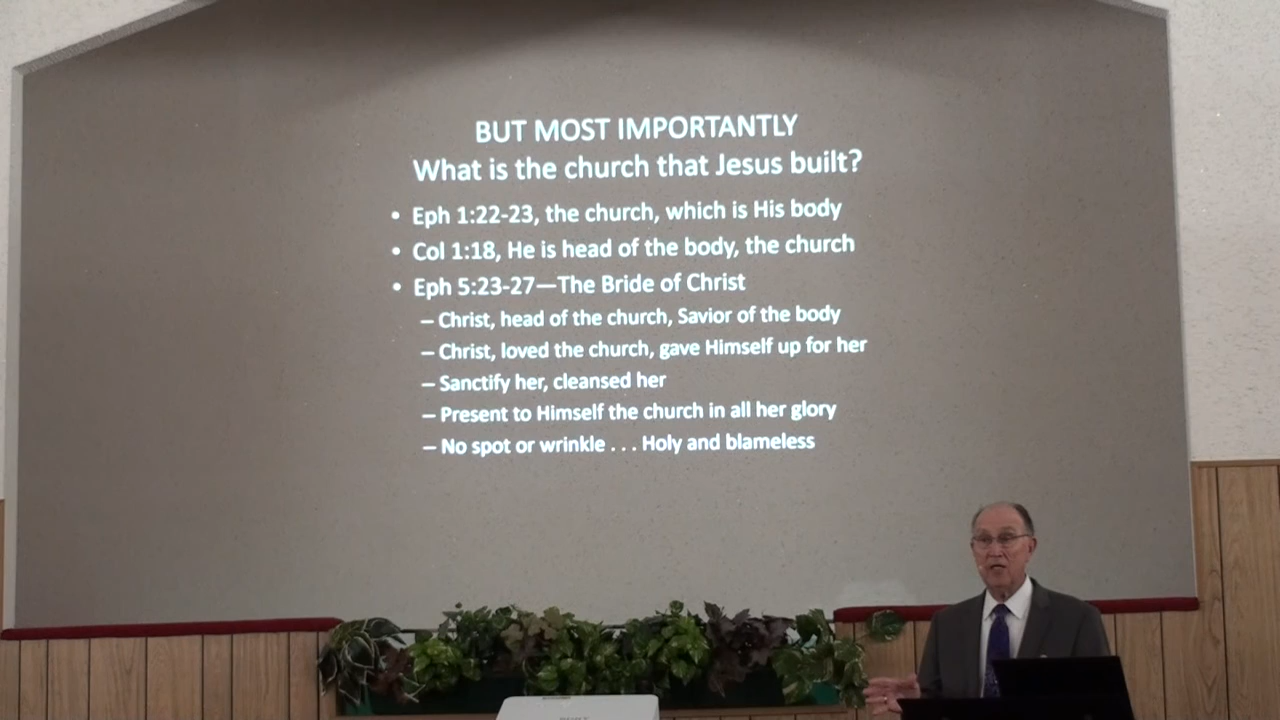 BUT MOST IMPORTANTLY
What is the church that Jesus built?
• Eph 1:22-23, the church, which is His body
• Col 1:18, He is head of the body, the church
• Eph 5:23-27—The Bride of Christ
– Christ, head of the church, Savior of the body
– Christ, loved the church, gave Himself up for her
– Sanctify her, cleansed her
– Present to Himself the church in all her glory
– No spot or wrinkle . . . Holy and blameless